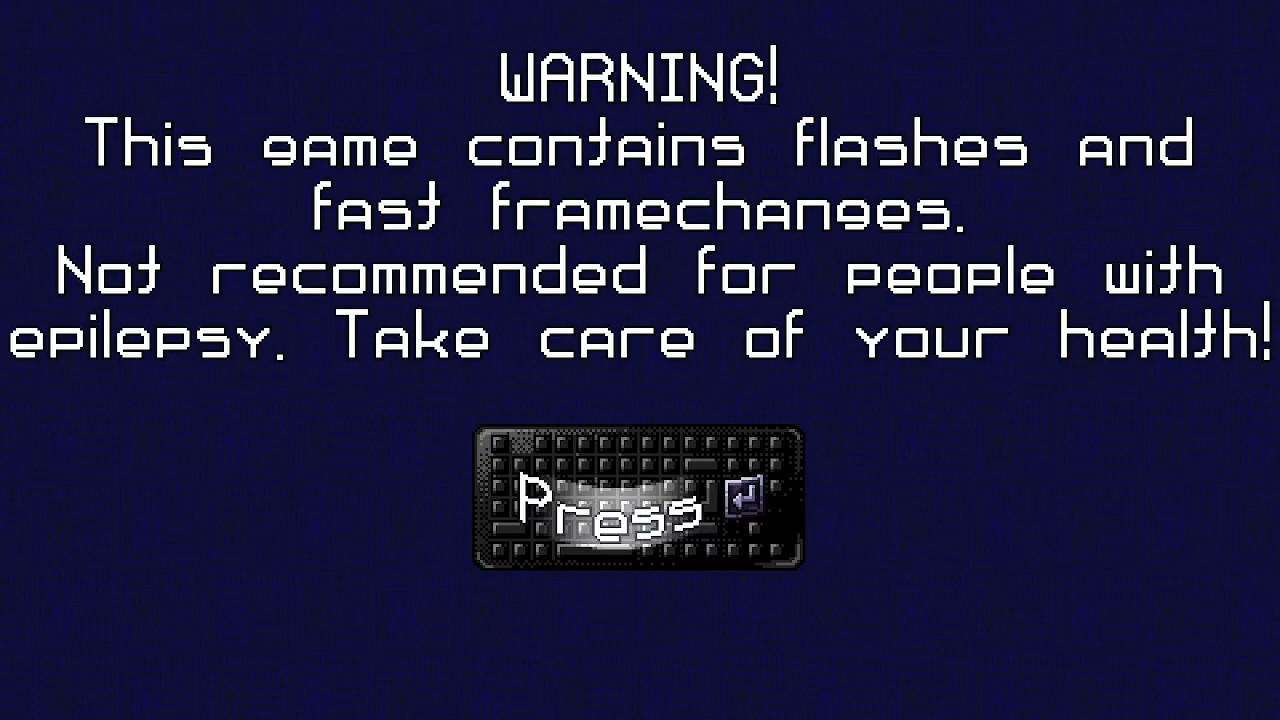 WARNING!
This game contains flashes and
fast framechanges.
Not recommended for people with
epilepsy. Take care of your health!
Press